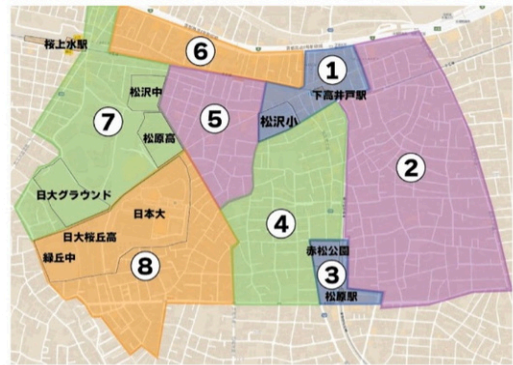 ⑥
桜上水駅
①
松沢中
下高井戸駅
⑤
⑦
松沢小
松原高
②
日大グラウンド
日本大
④
日大桜丘高
赤松公園
緑丘中
⑧
③
松原駅